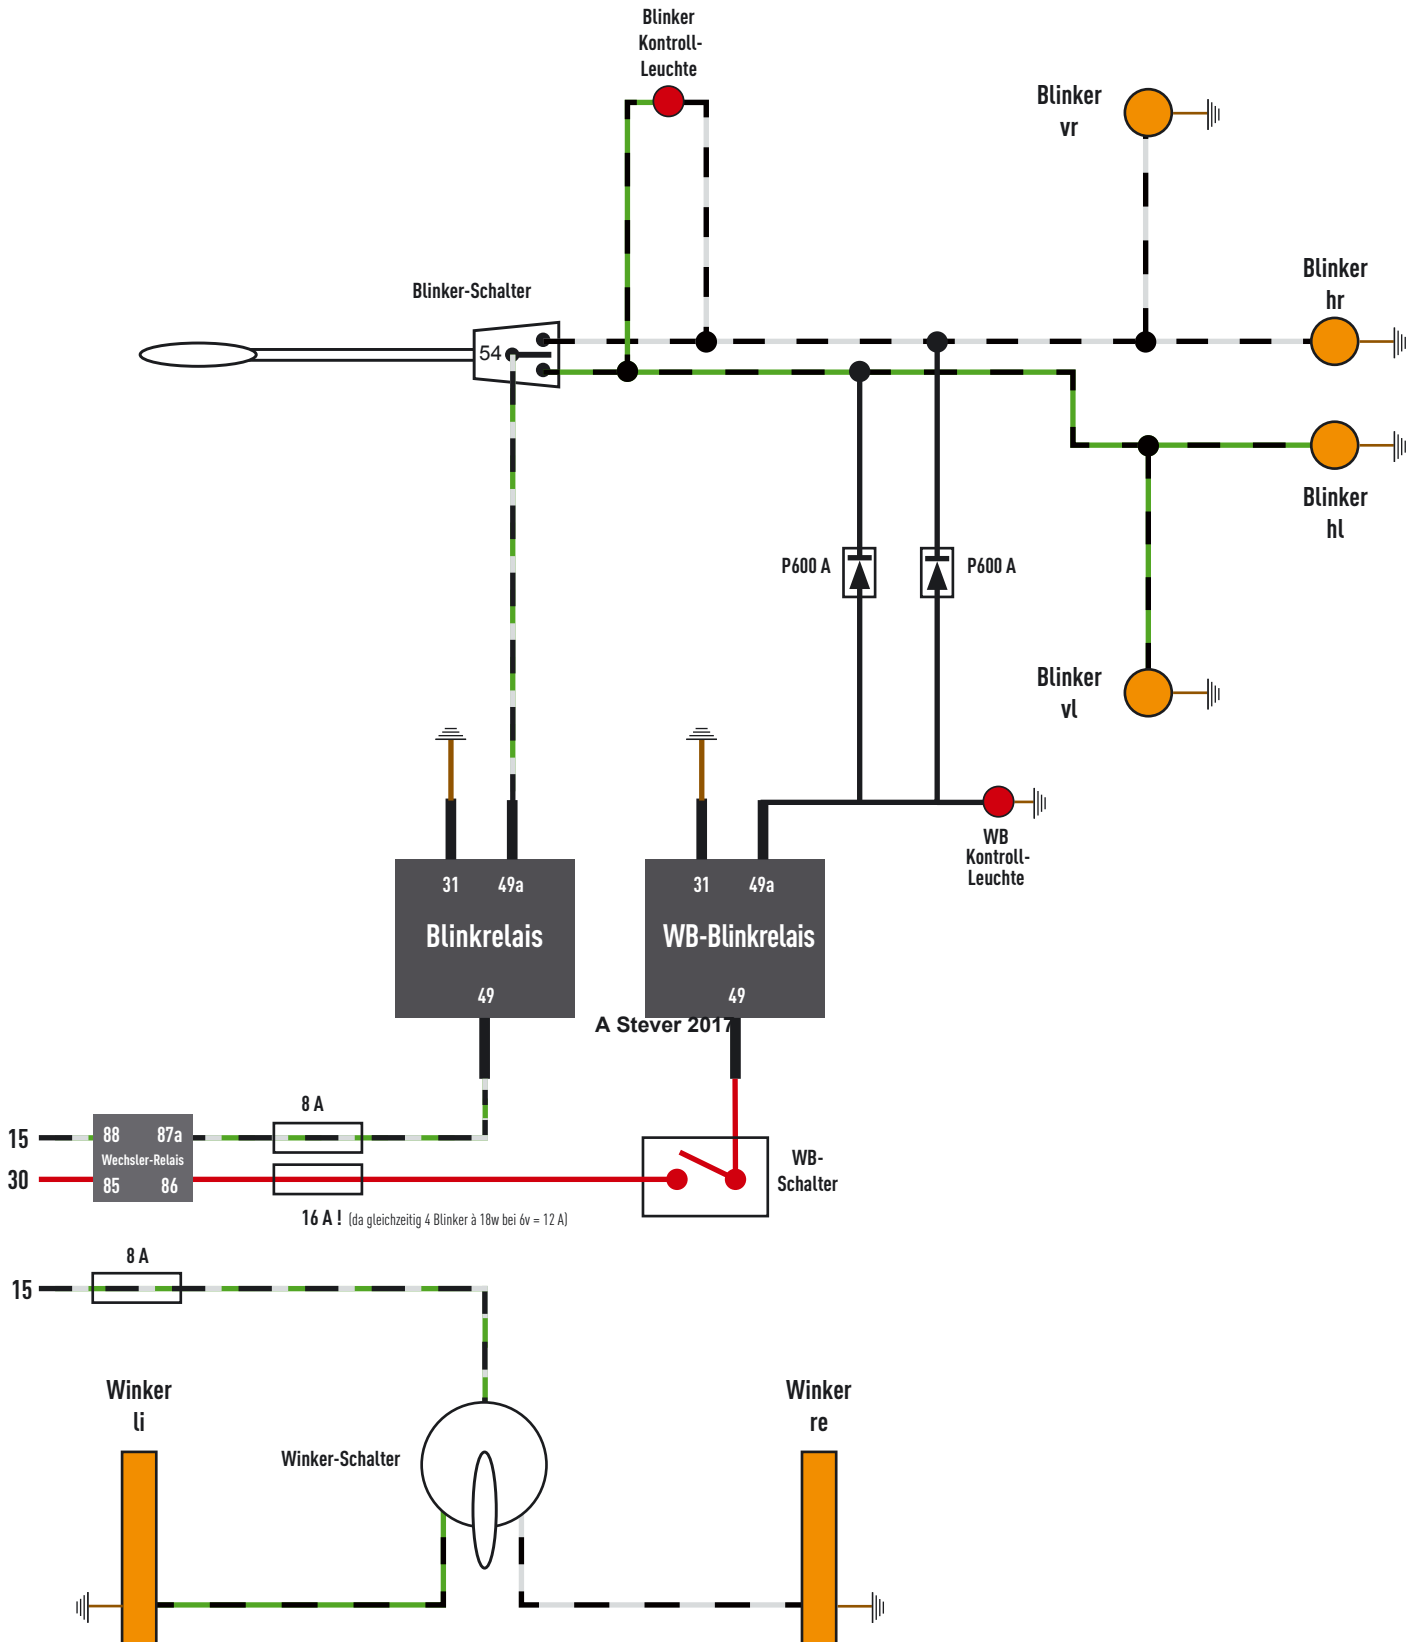 Blinker
Kontroll-
Leuchte
Blinker
vr
Blinker
hr
Blinker-Schalter
54
Blinker
hl
P600 A
P600 A
Blinker
vl
WB
Kontroll-
Leuchte
31 49a
Blinkrelais
49
31 49a
WB-Blinkrelais
49
A Stever 2017
8 A
15
88 87a
Wechsler-Relais
85 86
30
WB-
Schalter
16 A ! (da gleichzeitig 4 Blinker à 18w bei 6v = 12 A)
8 A
15
Winker
li
Winker
re
Winker-Schalter